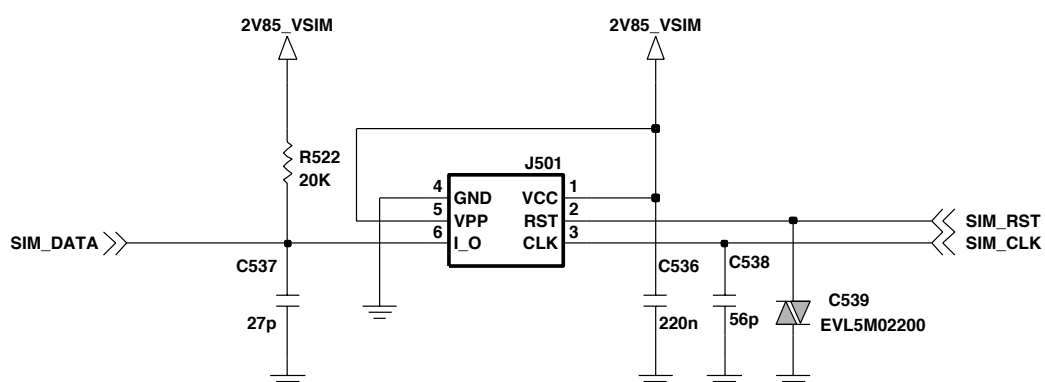 2V85_VSIM
2V85_VSIM
R522
20K
J501
4 GND VCC 1
5 VPP RST 2
6 I_O CLK 3
SIM_DATA
SIM_RST
SIM_CLK
C537
27p
C536
220n
C538
56p
C539
EVL5M02200